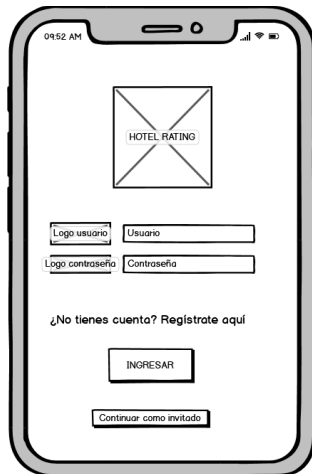 09:52 AM
HOTEL RATING
Logo usuario
Usuario
Logo contraseña
Contraseña
¿No tienes cuenta? Regístrate aquí
INGRESAR
Continuar como invitado